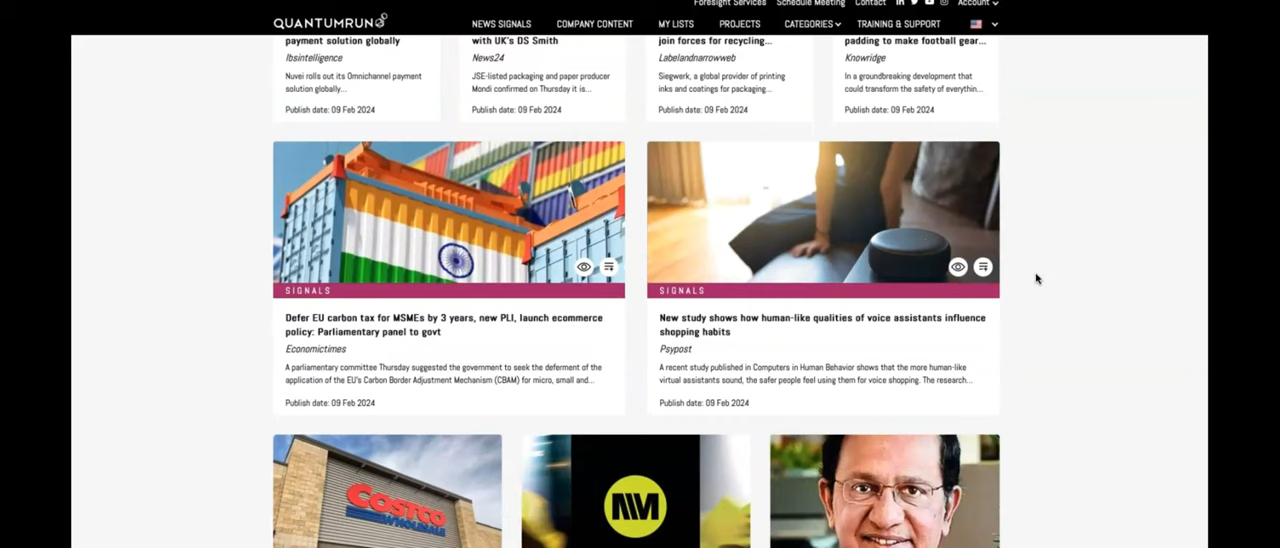 Foresight Services Schedule Meeting Contact Account
QUANTUMRUN
NEWS SIGNALS COMPANY CONTENT MY LISTS PROJECTS CATEGORIES TRAINING & SUPPORT
payment solution globally
Ibsintelligence
Nuvei rolls out its Omnichannel payment
solution globally...
Publish date: 09 Feb 2024
with UK's DS Smith
News24
JSE-listed packaging and paper producer
Mondi confirmed on Thursday it is...
Publish date: 09 Feb 2024
join forces for recycling...
Labelandnarrowweb
Siegwerk, a global provider of printing
inks and coatings for packaging...
Publish date: 09 Feb 2024
padding to make football gear...
Knowridge
In a groundbreaking development that
could transform the safety of everythin...
Publish date: 09 Feb 2024
SIGNALS
Defer EU carbon tax for MSMEs by 3 years, new PLI, launch ecommerce
policy: Parliamentary panel to govt
Economictimes
A parliamentary committee Thursday suggested the government to seek the deferment of the
application of the EU's Carbon Border Adjustment Mechanism (CBAM) for micro, small and...
Publish date: 09 Feb 2024
SIGNALS
New study shows how human-like qualities of voice assistants influence
shopping habits
Psypost
A recent study published in Computers in Human Behavior shows that the more human-like
virtual assistants sound, the safer people feel using them for voice shopping. The research...
Publish date: 09 Feb 2024
COSTCO
WHOLESALE